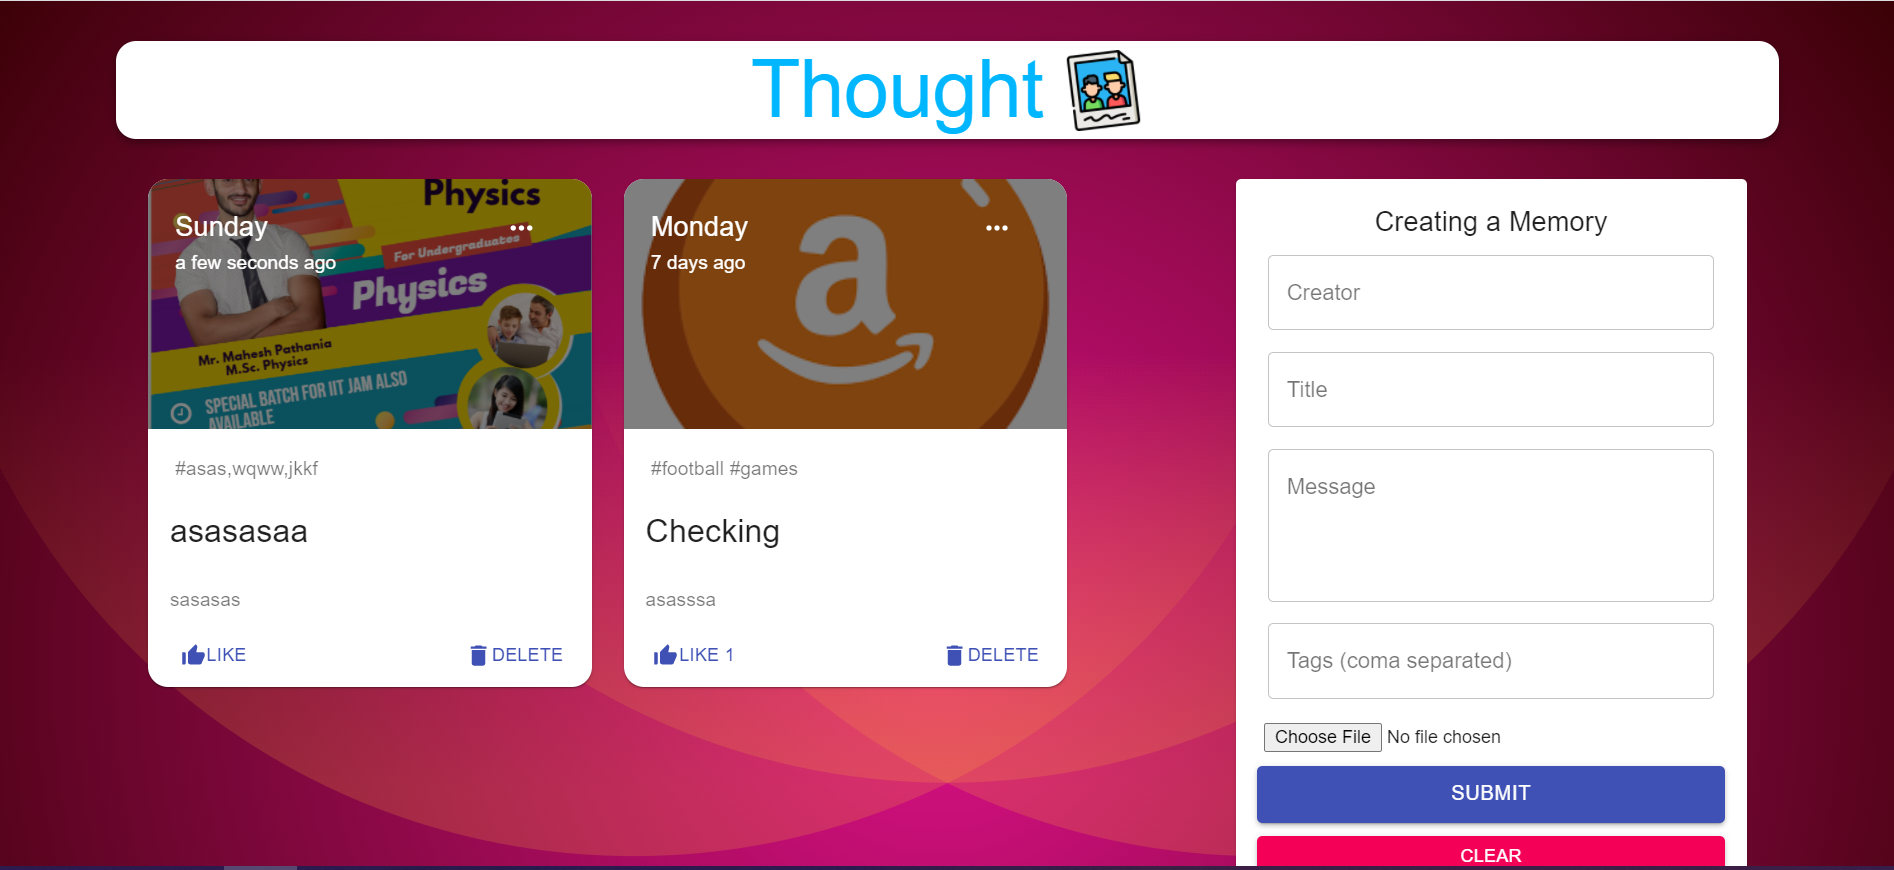 Thought
Physics
Sunday
a few seconds ago
For Undergraduates
Physics
Mr. Mahesh Pathania
M.Sc. Physics
SPECIAL BATCH FOR IIT JAM ALSO
AVAILABLE
#asas,wqww,jkkf
asasasaa
sasasas
LIKE
DELETE
Monday
7 days ago
a
#football #games
Checking
asasssa
LIKE 1
DELETE
Creating a Memory
Creator
Title
Message
Tags (coma separated)
Choose File No file chosen
SUBMIT
CLEAR